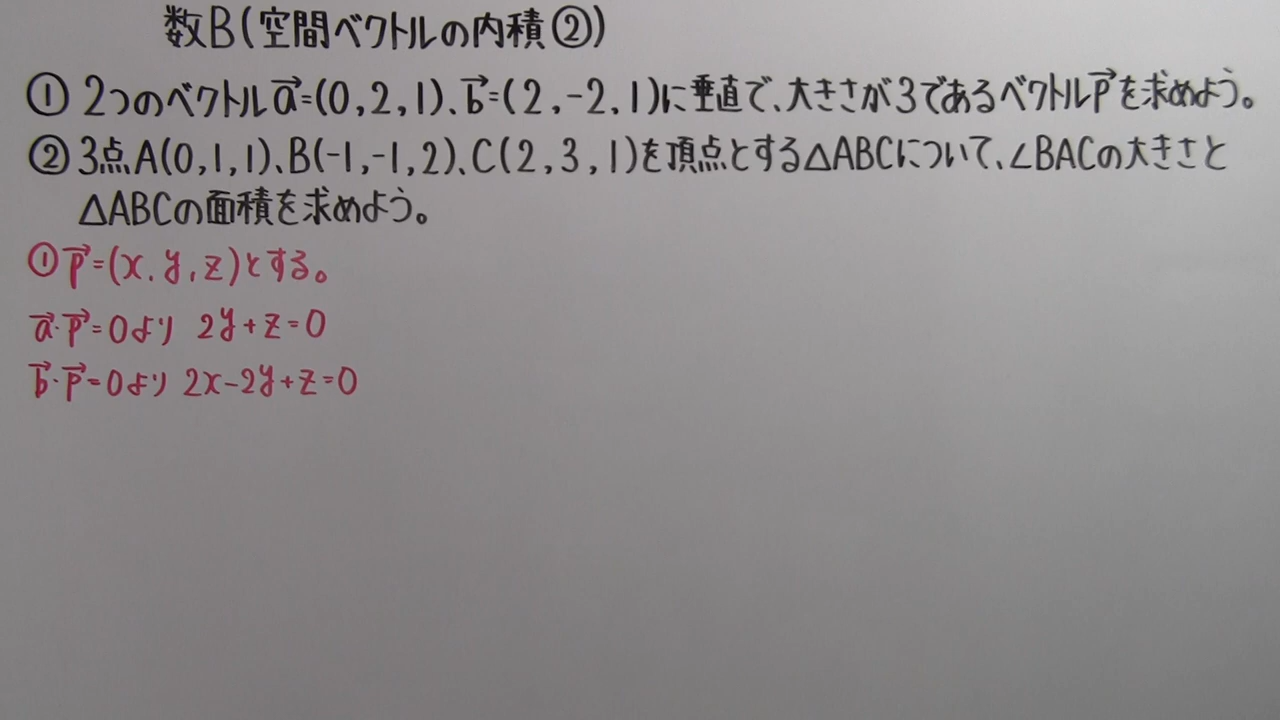 数B(空間ベクトルの内積②)
① 2つのベクトルa→=(0,2,1)、b→=(2,-2,1)に垂直で、大きさが3であるベクトルp→を求めよう。
② 3点A(0,1,1)、B(-1,-1,2)、C(2,3,1)を頂点とする△ABCについて、∠BACの大きさと
△ABCの面積を求めよう。
①p→=(x,y,z)とする。
a→・p→=0より 2y+z=0
b→・p→=0より 2x-2y+z=0